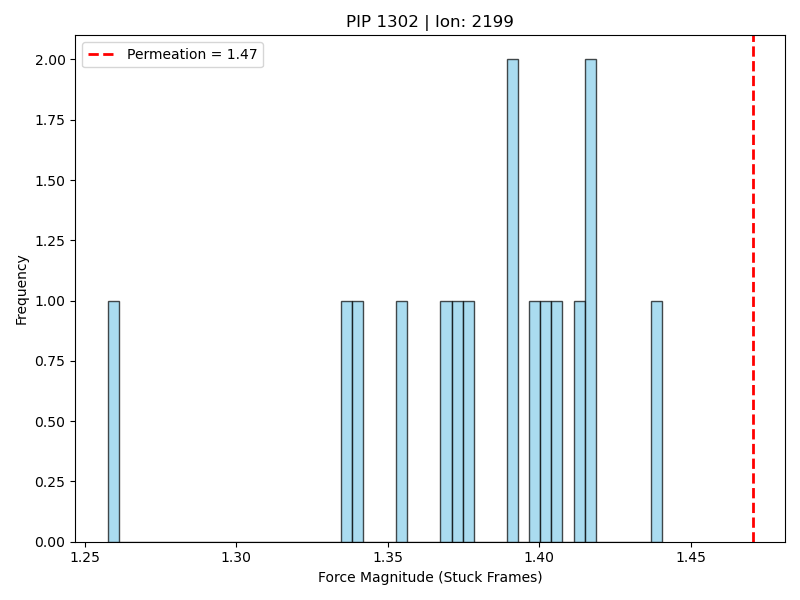 PIP 1302 | Ion: 2199
Permeation = 1.47
2.00
1.75
1.50
1.25
1.00
0.75
0.50
0.25
0.00
Frequency
1.25 1.30 1.35 1.40 1.45
Force Magnitude (Stuck Frames)